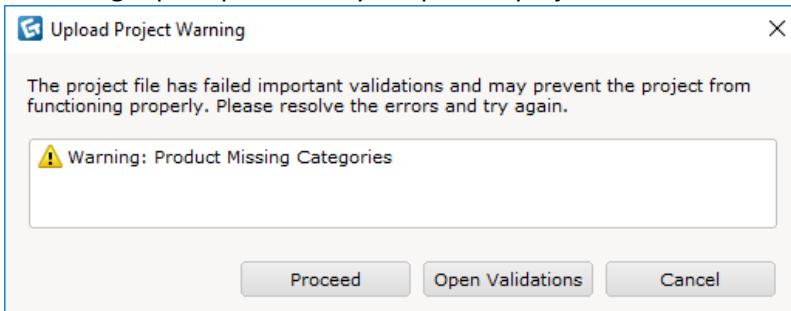 Upload Project Warning
The project file has failed important validations and may prevent the project from
functioning properly. Please resolve the errors and try again.
Warning: Product Missing Categories
Proceed Open Validations Cancel